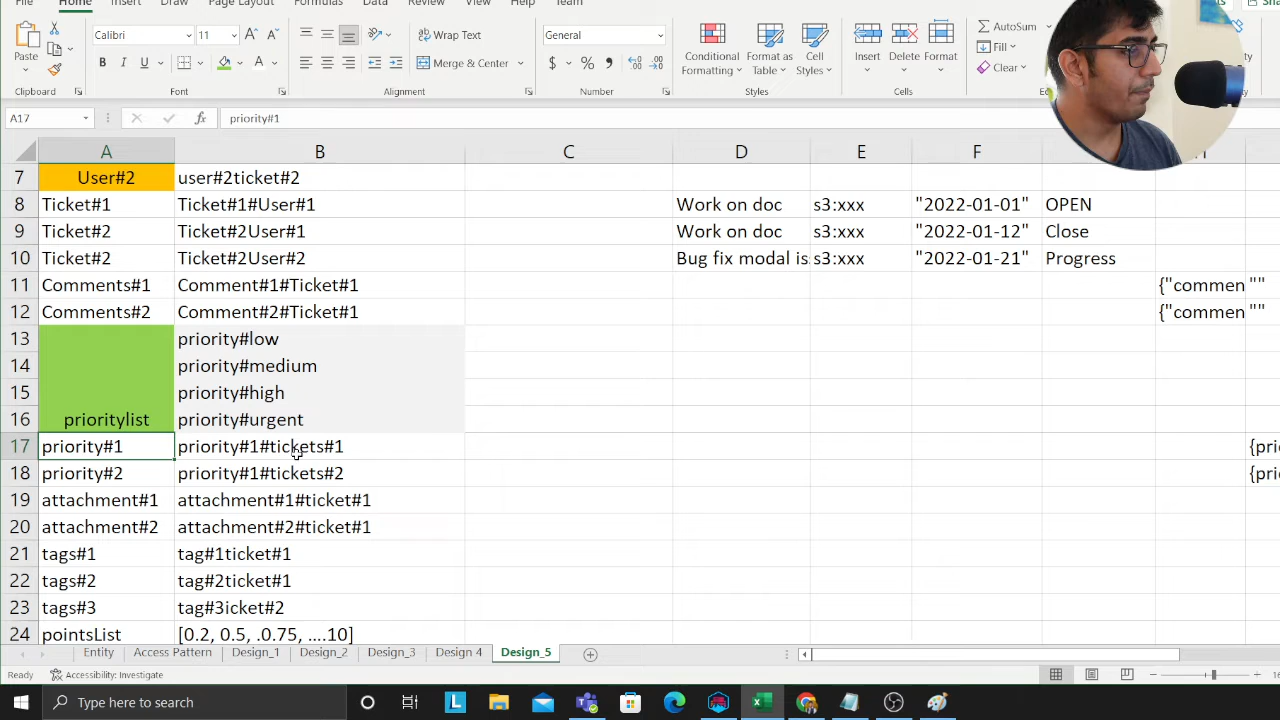 File Home Insert Draw Page Layout Formulas Data Review View Help Team
Calibri 11 Wrap Text General AutoSum
Paste B I U Merge & Center $ % Conditional Formatting Format as Table Cell Styles Insert Delete Format Fill Clear
Clipboard Font Alignment Number Styles Cells
A17 fx priority#1
A B C D E F
7 User#2 user#2ticket#2
8 Ticket#1 Ticket#1#User#1 Work on doc s3:xxx "2022-01-01" OPEN
9 Ticket#2 Ticket#2User#1 Work on doc s3:xxx "2022-01-12" Close
10 Ticket#2 Ticket#2User#2 Bug fix modal is s3:xxx "2022-01-21" Progress
11 Comments#1 Comment#1#Ticket#1 {"commen ""
12 Comments#2 Comment#2#Ticket#1 {"commen ""
13 priority#low
14 priority#medium
15 priority#high
16 prioritylist priority#urgent
17 priority#1 priority#1#tickets#1 {pri
18 priority#2 priority#1#tickets#2 {pri
19 attachment#1 attachment#1#ticket#1
20 attachment#2 attachment#2#ticket#1
21 tags#1 tag#1ticket#1
22 tags#2 tag#2ticket#1
23 tags#3 tag#3icket#2
24 pointsList [0.2, 0.5, .0.75, ....10]
Entity Access Pattern Design_1 Design_2 Design_3 Design 4 Design_5
Ready Accessibility: Investigate
Type here to search